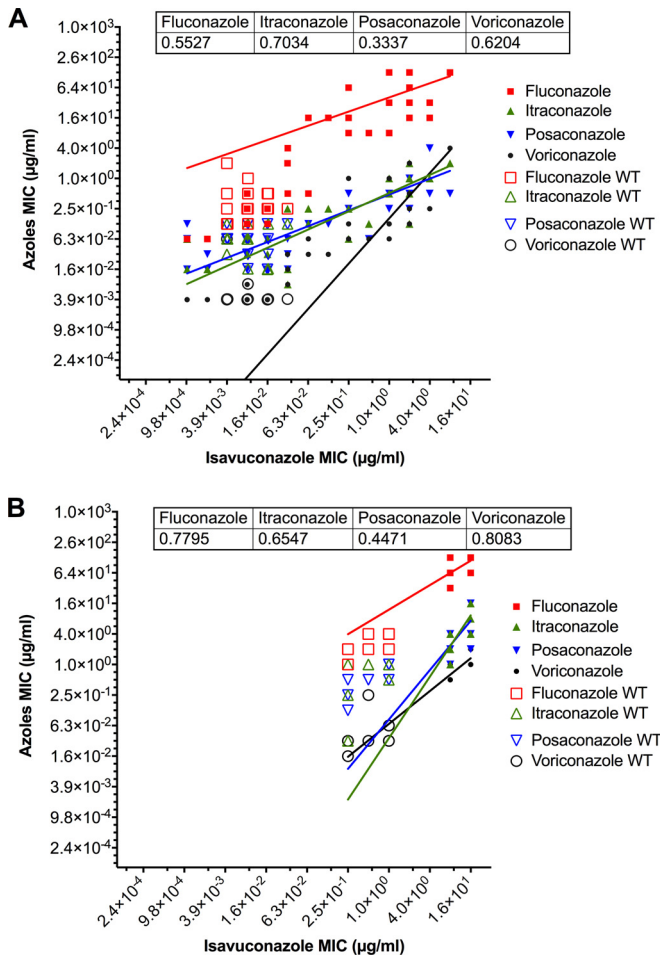 A
Fluconazole Itraconazole Posaconazole Voriconazole
0.5527 0.7034 0.3337 0.6204
1.0×10³
2.6×10²
6.4×10¹
1.6×10¹
4.0×10⁰
1.0×10⁰
2.5×10⁻¹
6.3×10⁻²
1.6×10⁻²
3.9×10⁻³
9.8×10⁻⁴
2.4×10⁻⁴
Azoles MIC (µg/ml)
Fluconazole
Itraconazole
Posaconazole
Voriconazole
Fluconazole WT
Itraconazole WT
Posaconazole WT
Voriconazole WT
2.4×10⁻⁴ 9.8×10⁻⁴ 3.9×10⁻³ 1.6×10⁻² 6.3×10⁻² 2.5×10⁻¹ 1.0×10⁰ 4.0×10⁰ 1.6×10¹
Isavuconazole MIC (µg/ml)
B
Fluconazole Itraconazole Posaconazole Voriconazole
0.7795 0.6547 0.4471 0.8083
1.0×10³
2.6×10²
6.4×10¹
1.6×10¹
4.0×10⁰
1.0×10⁰
2.5×10⁻¹
6.3×10⁻²
1.6×10⁻²
3.9×10⁻³
9.8×10⁻⁴
2.4×10⁻⁴
Azoles MIC (µg/ml)
Fluconazole
Itraconazole
Posaconazole
Voriconazole
Fluconazole WT
Itraconazole WT
Posaconazole WT
Voriconazole WT
2.4×10⁻⁴ 9.8×10⁻⁴ 3.9×10⁻³ 1.6×10⁻² 6.3×10⁻² 2.5×10⁻¹ 1.0×10⁰ 4.0×10⁰ 1.6×10¹
Isavuconazole MIC (µg/ml)